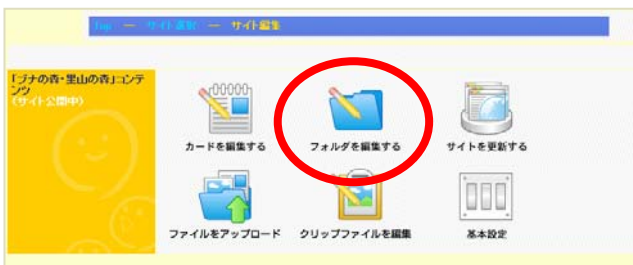 Top — サイト選択 — サイト編集
「ブナの森・里山の森」コンテ
ンツ
（サイト公開中）
カードを編集する
フォルダを編集する
サイトを更新する
ファイルをアップロード
クリップファイルを編集
基本設定